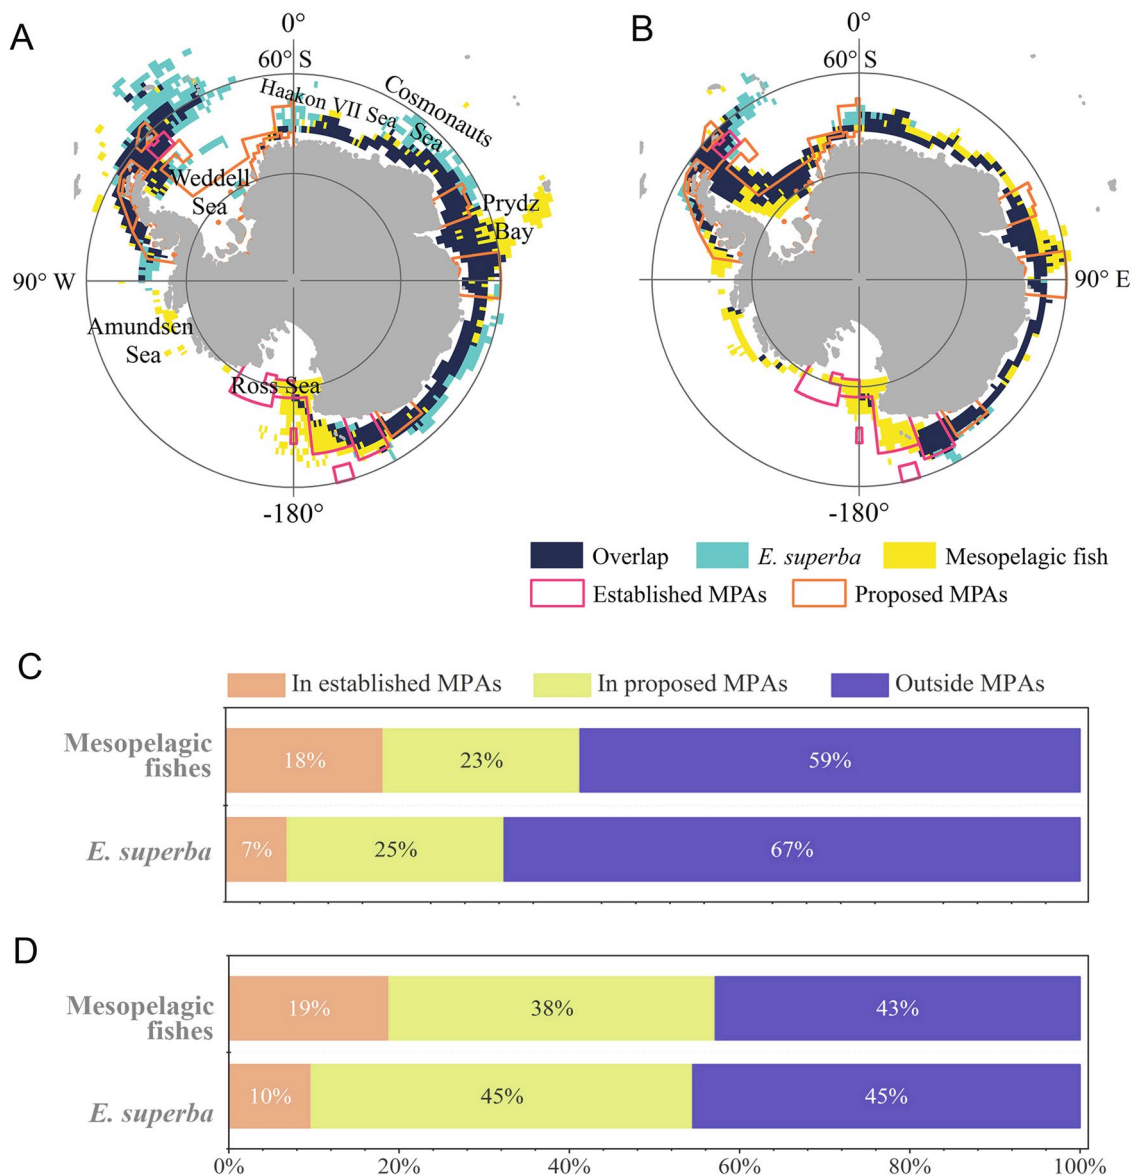 A
B
0°
0°
60° S
60° S
Haakon VII Sea
Cosmonauts
Sea
Weddell
Sea
Prydz
Bay
90° W
90° E
Amundsen
Sea
Ross Sea
-180°
-180°
Overlap
E. superba
Mesopelagic fish
Established MPAs
Proposed MPAs
C
In established MPAs
In proposed MPAs
Outside MPAs
Mesopelagic
fishes
18%
23%
59%
E. superba
7%
25%
67%
D
Mesopelagic
fishes
19%
38%
43%
E. superba
10%
45%
45%
0%
20%
40%
60%
80%
100%